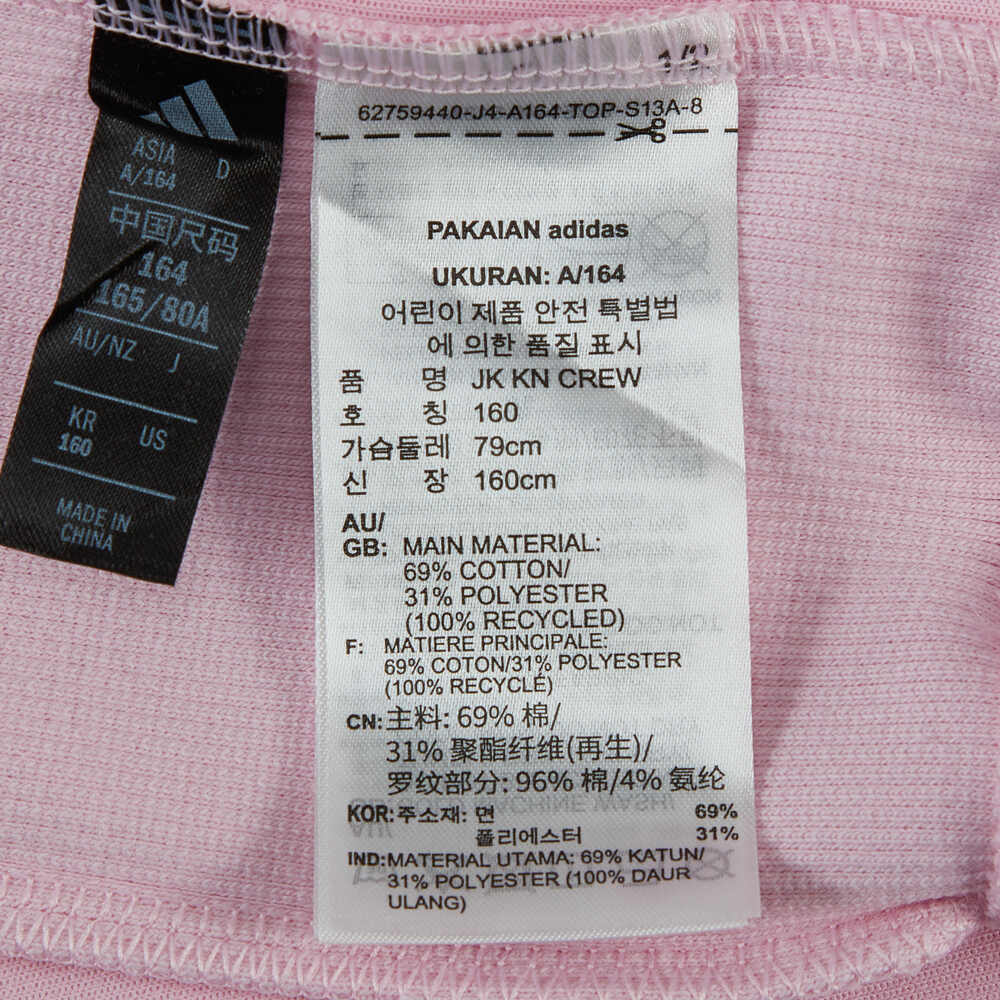 ASIA D
A/164
中国尺码
164
165/80A
AU/NZ J
KR US
160
MADE IN
CHINA
62759440-J4-A164-TOP-S13A-8
PAKAIAN adidas
UKURAN: A/164
어린이 제품 안전 특별법
에 의한 품질 표시
품 명 JK KN CREW
호 칭 160
가슴둘레 79cm
신 장 160cm
AU/
GB: MAIN MATERIAL:
69% COTTON/
31% POLYESTER
(100% RECYCLED)
F: MATIERE PRINCIPALE:
69% COTON/31% POLYESTER
(100% RECYCLÉ)
CN:主料: 69% 棉/
31% 聚酯纤维(再生)/
罗纹部分: 96% 棉/4% 氨纶
KOR:주소재: 면 69%
폴리에스터 31%
IND:MATERIAL UTAMA: 69% KATUN/
31% POLYESTER (100% DAUR
ULANG)